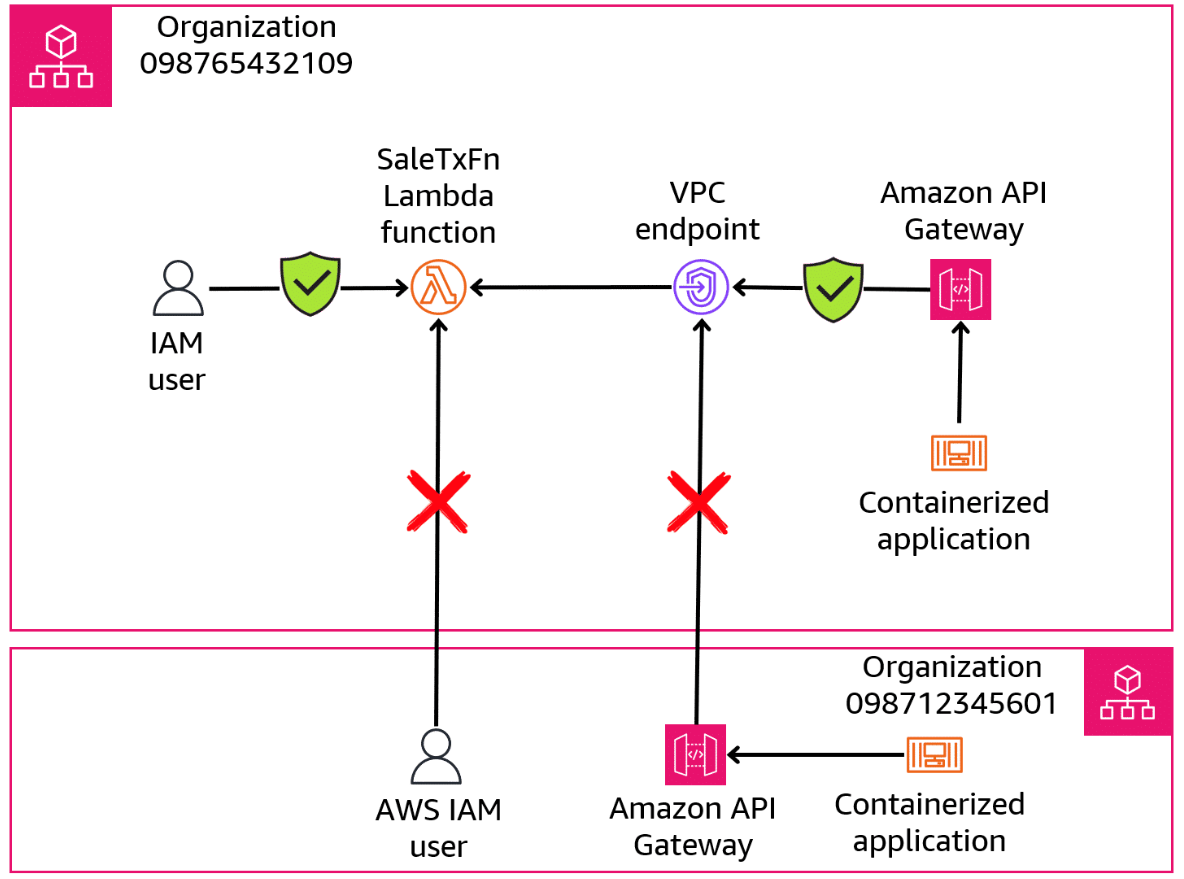 Organization
098765432109
SaleTxFn
Lambda
function
VPC
endpoint
Amazon API
Gateway
IAM
user
Containerized
application
Organization
098712345601
AWS IAM
user
Amazon API
Gateway
Containerized
application